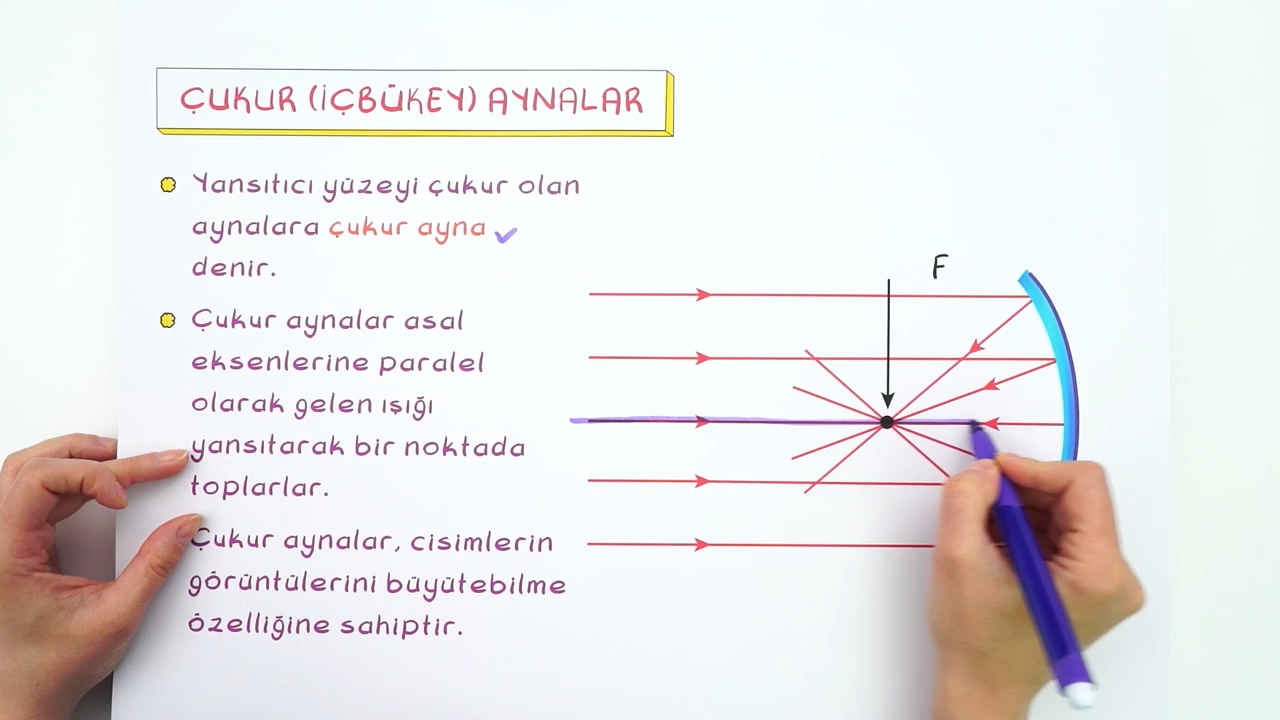 ÇUKUR (İÇBÜKEY) AYNALAR
Yansıtıcı yüzeyi çukur olan
aynalara çukur ayna
denir.
Çukur aynalar asal
eksenlerine paralel
olarak gelen ışığı
yansıtarak bir noktada
toplarlar.
Çukur aynalar, cisimlerin
görüntülerini büyütebilme
özelliğine sahiptir.
F